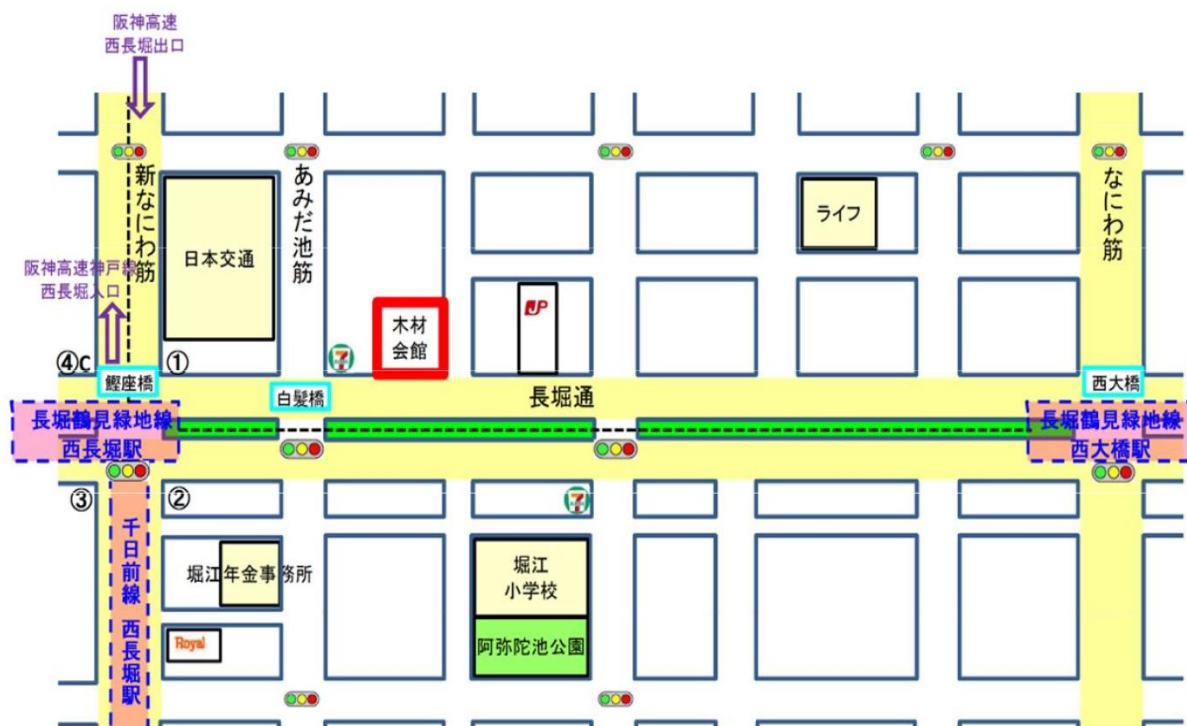 阪神高速
西長堀出口
新なにわ筋
あみだ池筋
なにわ筋
日本交通
ライフ
阪神高速神戸線
西長堀入口
木材
会館
JP
7
④C
①
鰹座橋
白髪橋
長堀通
西大橋
長堀鶴見緑地線
西長堀駅
長堀鶴見緑地線
西大橋駅
③
②
7
千日前線 西長堀駅
堀江年金事務所
堀江
小学校
Royal
阿弥陀池公園